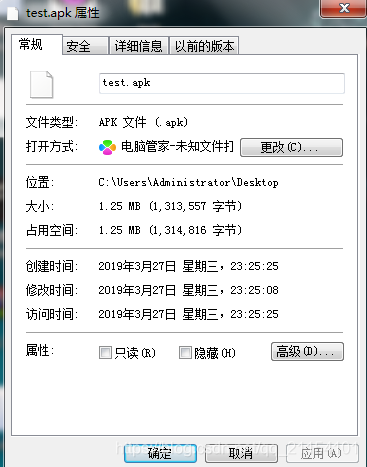 test.apk 属性
常规 安全 详细信息 以前的版本
test.apk
文件类型: APK 文件 (.apk)
打开方式: 电脑管家-未知文件打 更改(C)...
位置: C:\Users\Administrator\Desktop
大小: 1.25 MB (1,313,557 字节)
占用空间: 1.25 MB (1,314,816 字节)
创建时间: 2019年3月27日 星期三，23:25:25
修改时间: 2019年3月27日 星期三，23:25:08
访问时间: 2019年3月27日 星期三，23:25:25
属性: 只读(R) 隐藏(H) 高级(D)...
确定 取消 应用(A)